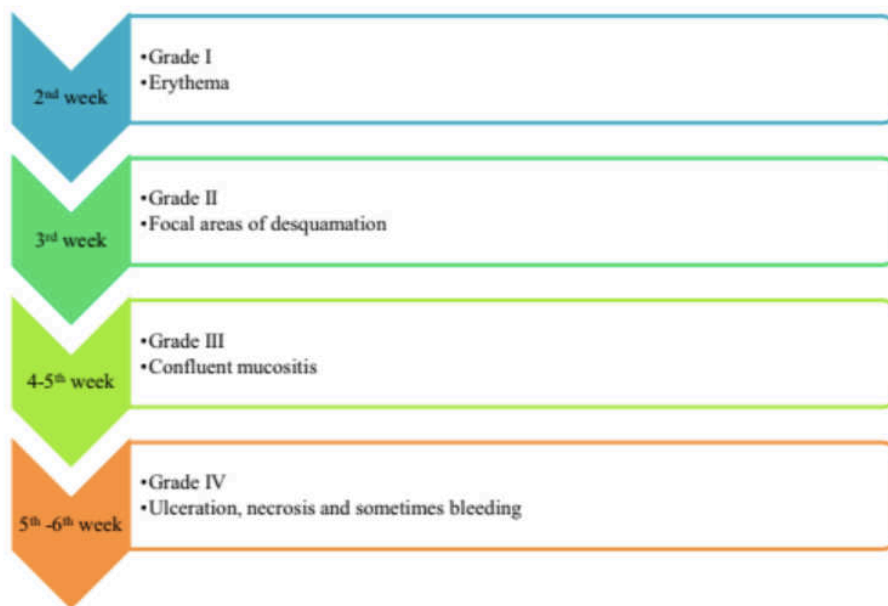 2nd week
•Grade I
•Erythema
3rd week
•Grade II
•Focal areas of desquamation
4-5th week
•Grade III
•Confluent mucositis
5th -6th week
•Grade IV
•Ulceration, necrosis and sometimes bleeding